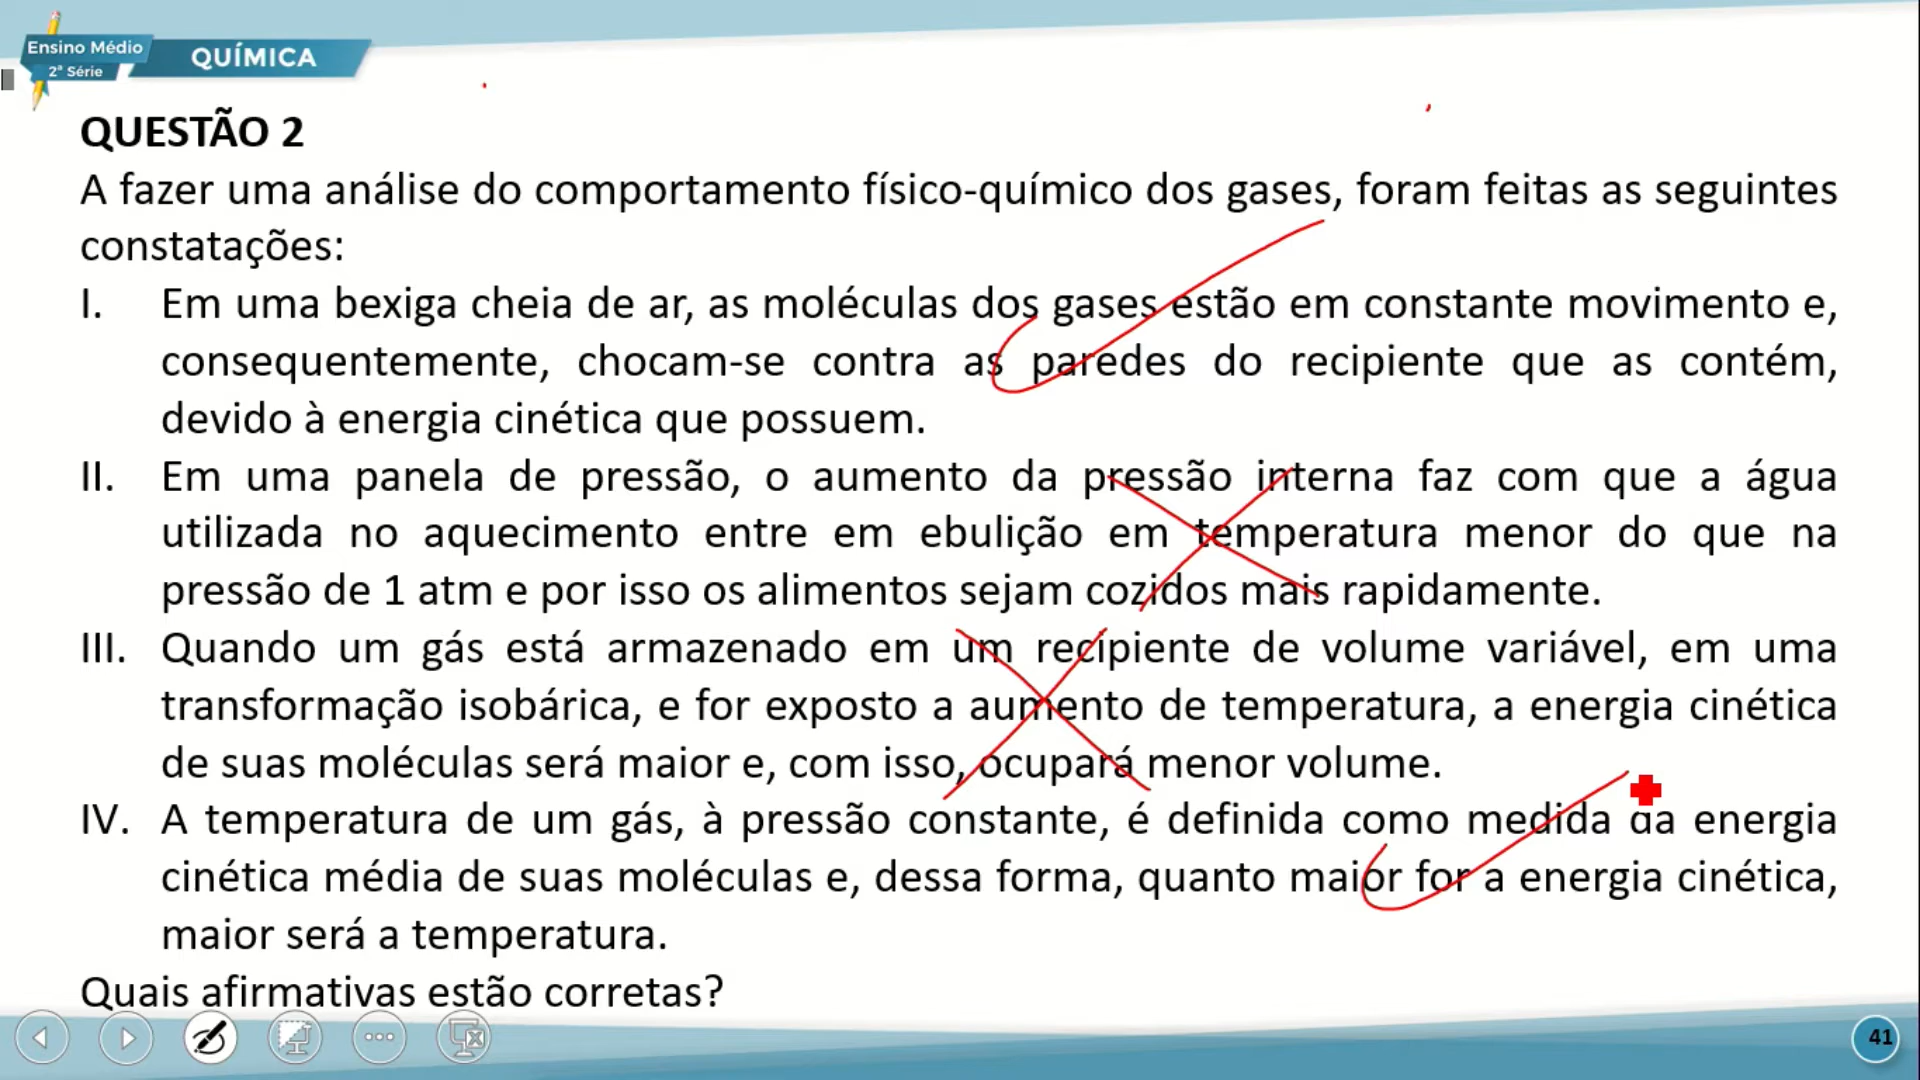 Ensino Médio
2ª Série
QUÍMICA
QUESTÃO 2
A fazer uma análise do comportamento físico-químico dos gases, foram feitas as seguintes
constatações:
I. Em uma bexiga cheia de ar, as moléculas dos gases estão em constante movimento e,
consequentemente, chocam-se contra as paredes do recipiente que as contém,
devido à energia cinética que possuem.
II. Em uma panela de pressão, o aumento da pressão interna faz com que a água
utilizada no aquecimento entre em ebulição em temperatura menor do que na
pressão de 1 atm e por isso os alimentos sejam cozidos mais rapidamente.
III. Quando um gás está armazenado em um recipiente de volume variável, em uma
transformação isobárica, e for exposto a aumento de temperatura, a energia cinética
de suas moléculas será maior e, com isso, ocupará menor volume.
IV. A temperatura de um gás, à pressão constante, é definida como medida da energia
cinética média de suas moléculas e, dessa forma, quanto maior for a energia cinética,
maior será a temperatura.
Quais afirmativas estão corretas?
41